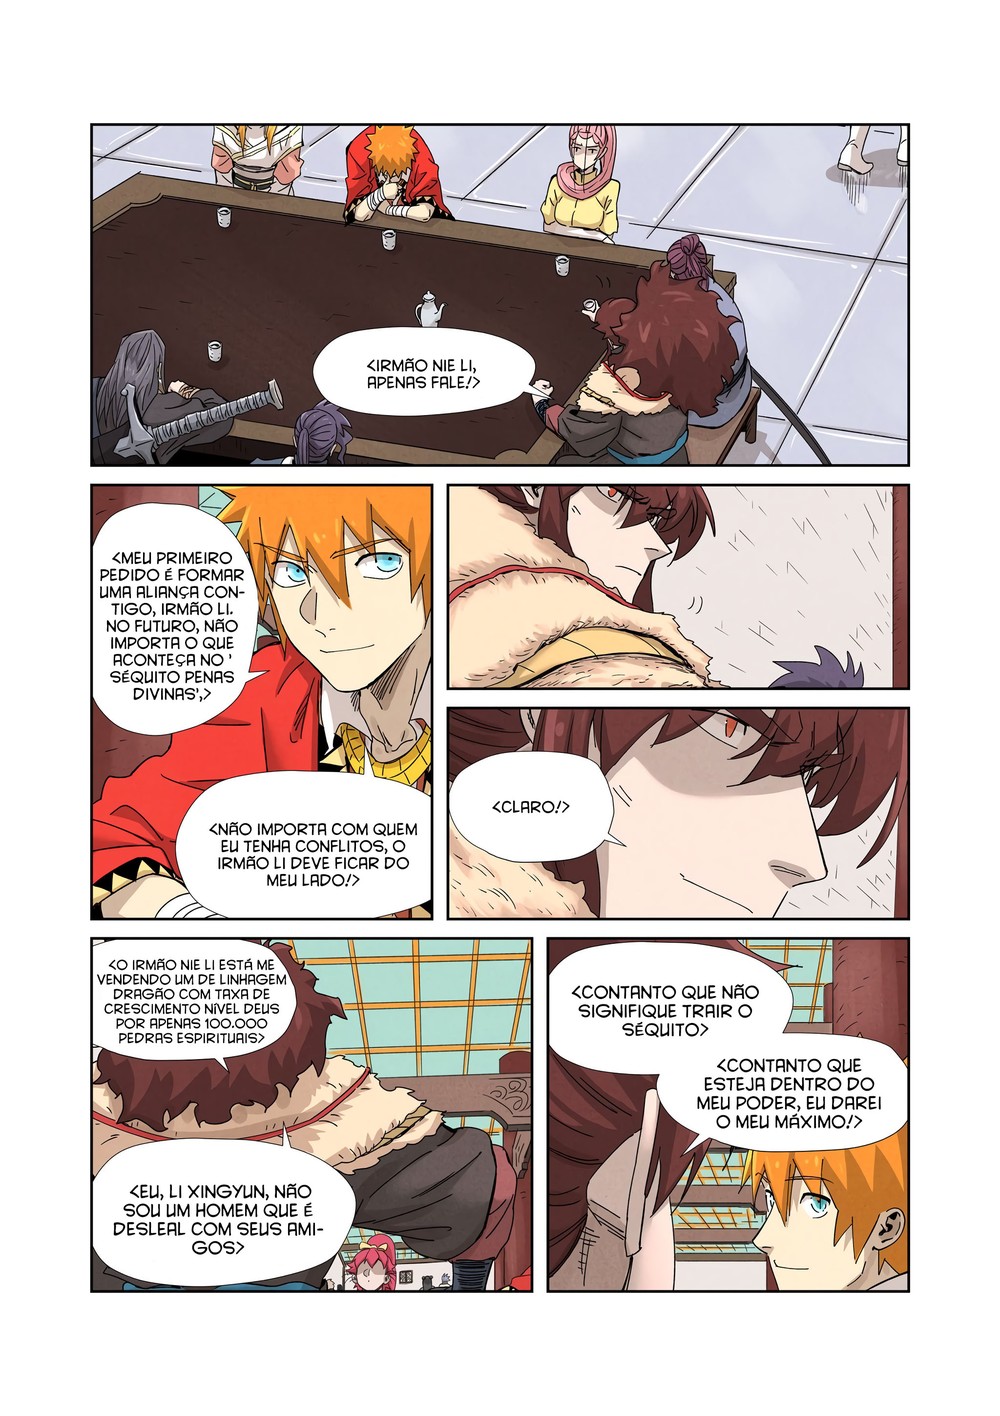 <IRMÃO NIE LI,
APENAS FALE!>
<MEU PRIMEIRO
PEDIDO É FORMAR
UMA ALIANÇA CON-
TIGO, IRMÃO LI.
NO FUTURO, NÃO
IMPORTA O QUE
ACONTEÇA NO '
SÉQUITO PENAS
DIVINAS',>
<NÃO IMPORTA COM QUEM
EU TENHA CONFLITOS, O
IRMÃO LI DEVE FICAR DO
MEU LADO!>
<CLARO!>
<O IRMÃO NIE LI ESTÁ ME
VENDENDO UM DE LINHAGEM
DRAGÃO COM TAXA DE
CRESCIMENTO NÍVEL DEUS
POR APENAS 100.000
PEDRAS ESPIRITUAIS>
<EU, LI XINGYUN, NÃO
SOU UM HOMEM QUE É
DESLEAL COM SEUS AMI-
GOS>
<CONTANTO QUE NÃO
SIGNIFIQUE TRAIR O
SÉQUITO>
<CONTANTO QUE
ESTEJA DENTRO DO
MEU PODER, EU DAREI
O MEU MÁXIMO!>